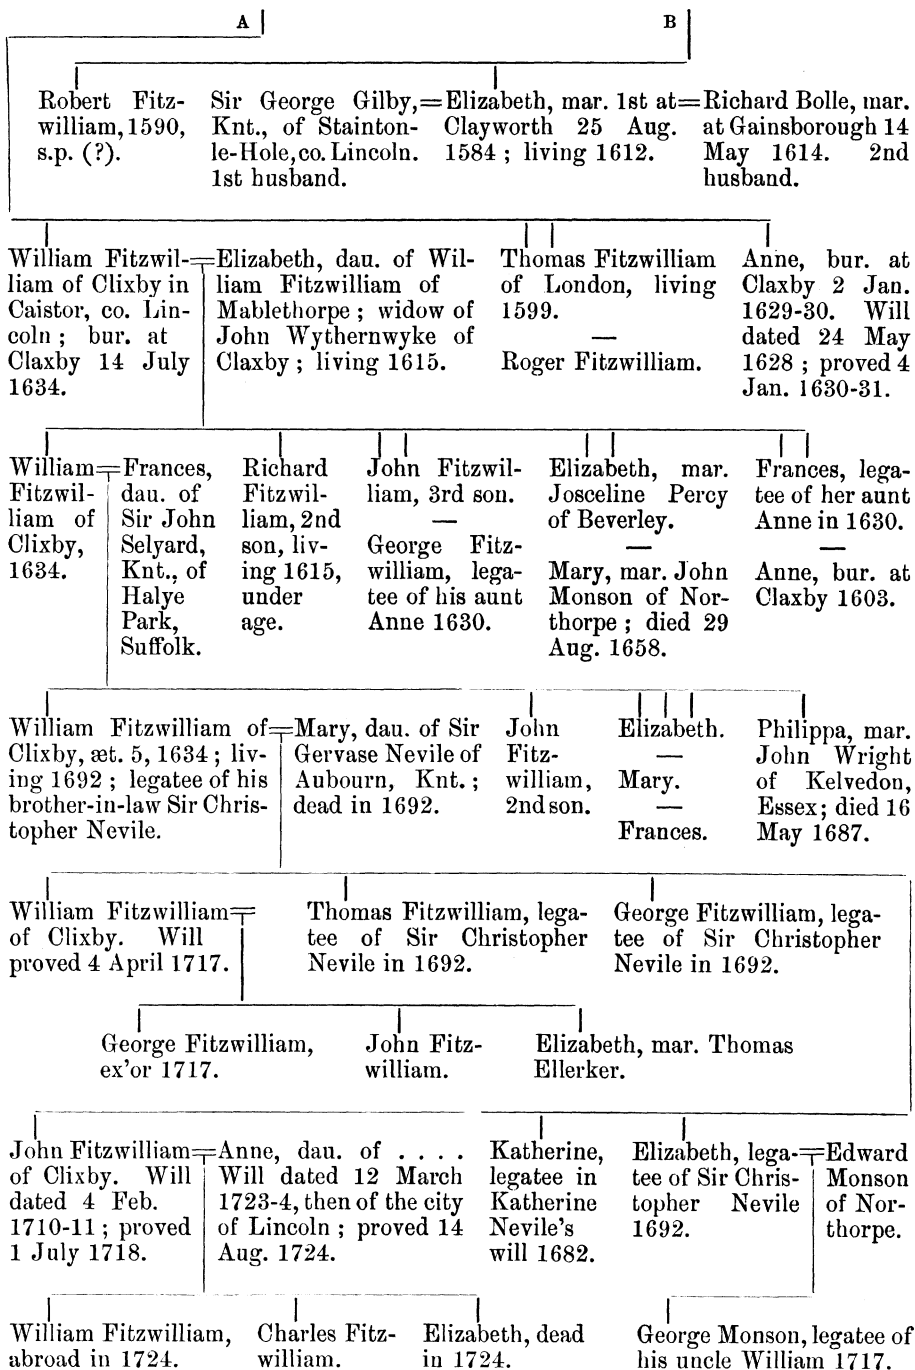 A
B
Robert Fitz-
william, 1590,
s.p. (?).
Sir George Gilby,=
Knt., of Stainton-
le-Hole, co. Lincoln.
1st husband.
Elizabeth, mar. 1st at=
Clayworth 25 Aug.
1584 ; living 1612.
Richard Bolle, mar.
at Gainsborough 14
May 1614. 2nd
husband.
William Fitzwil-=
liam of Clixby in
Caistor, co. Lin-
coln ; bur. at
Claxby 14 July
1634.
Elizabeth, dau. of Wil-
liam Fitzwilliam of
Mablethorpe ; widow of
John Wythernwyke of
Claxby ; living 1615.
Thomas Fitzwilliam
of London, living
1599.
—
Roger Fitzwilliam.
Anne, bur. at
Claxby 2 Jan.
1629-30. Will
dated 24 May
1628 ; proved 4
Jan. 1630-31.
William=
Fitzwil-
liam of
Clixby,
1634.
Frances,
dau. of
Sir John
Selyard,
Knt., of
Halye
Park,
Suffolk.
Richard
Fitzwil-
liam, 2nd
son, liv-
ing 1615,
under
age.
John Fitzwil-
liam, 3rd son.
—
George Fitz-
william, lega-
tee of his aunt
Anne 1630.
Elizabeth, mar.
Josceline Percy
of Beverley.
—
Mary, mar. John
Monson of Nor-
thorpe ; died 29
Aug. 1658.
Frances, lega-
tee of her aunt
Anne in 1630.
—
Anne, bur. at
Claxby 1603.
William Fitzwilliam of=
Clixby, æt. 5, 1634 ; liv-
ing 1692 ; legatee of his
brother-in-law Sir Chris-
topher Nevile.
Mary, dau. of Sir
Gervase Nevile of
Aubourn, Knt. ;
dead in 1692.
John
Fitz-
william,
2nd son.
Elizabeth.
—
Mary.
—
Frances.
Philippa, mar.
John Wright
of Kelvedon,
Essex; died 16
May 1687.
William Fitzwilliam=
of Clixby. Will
proved 4 April 1717.
Thomas Fitzwilliam, lega-
tee of Sir Christopher
Nevile in 1692.
George Fitzwilliam, lega-
tee of Sir Christopher
Nevile in 1692.
George Fitzwilliam,
ex'or 1717.
John Fitz-
william.
Elizabeth, mar. Thomas
Ellerker.
John Fitzwilliam=
of Clixby. Will
dated 4 Feb.
1710-11 ; proved
1 July 1718.
Anne, dau. of . . . .
Will dated 12 March
1723-4, then of the city
of Lincoln ; proved 14
Aug. 1724.
Katherine,
legatee in
Katherine
Nevile's
will 1682.
Elizabeth, lega-=
tee of Sir Chris-
topher Nevile
1692.
Edward
Monson
of Nor-
thorpe.
William Fitzwilliam,
abroad in 1724.
Charles Fitz-
william.
Elizabeth, dead
in 1724.
George Monson, legatee of
his uncle William 1717.